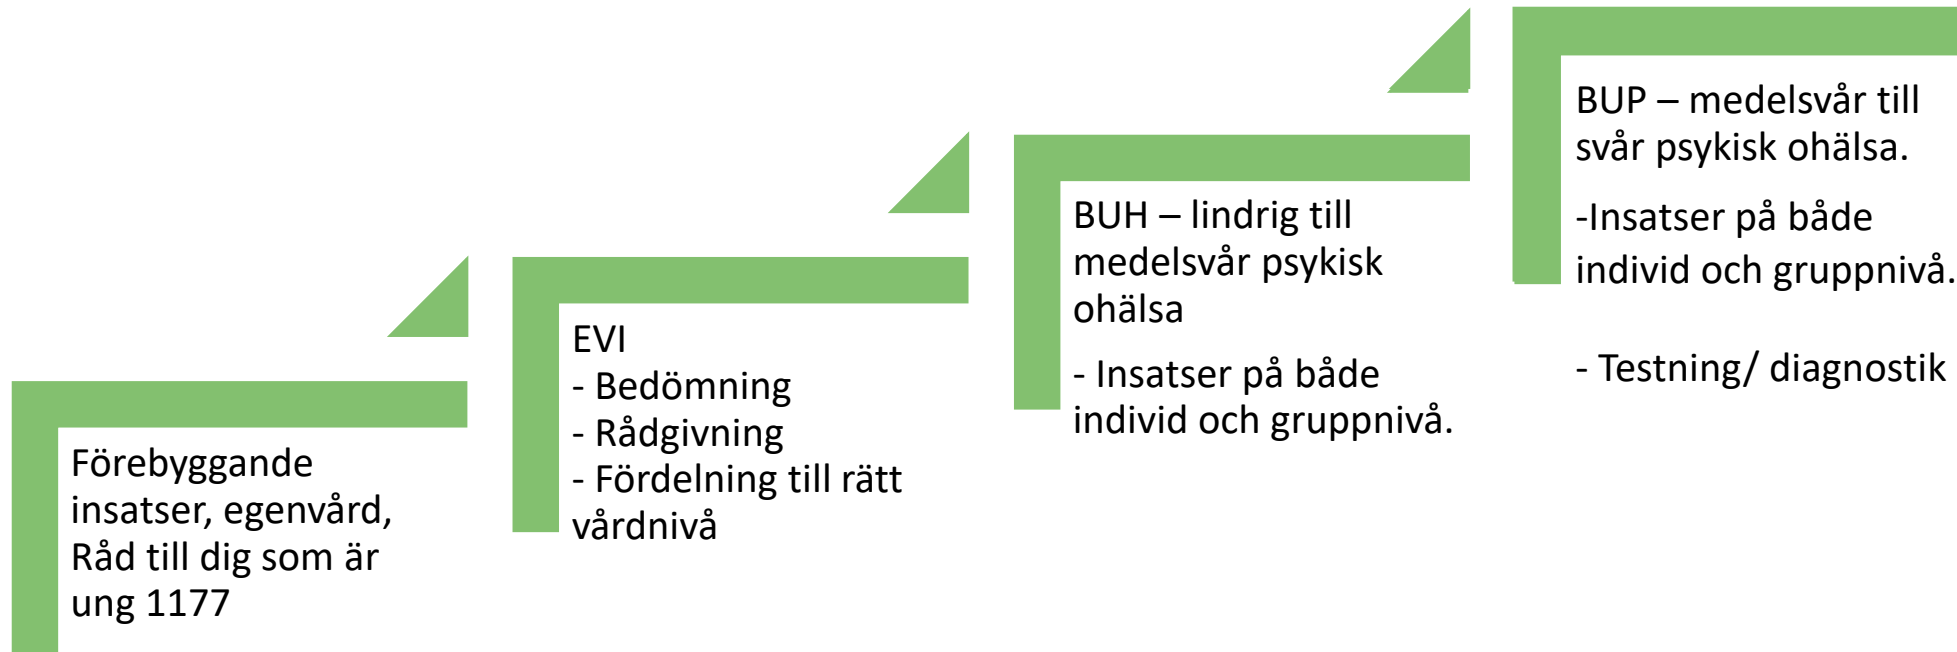 Förebyggande
insatser, egenvård,
Råd till dig som är
ung 1177
EVI
- Bedömning
- Rådgivning
- Fördelning till rätt
vårdnivå
BUH – lindrig till
medelsvår psykisk
ohälsa
- Insatser på både
individ och gruppnivå.
BUP – medelsvår till
svår psykisk ohälsa.
-Insatser på både
individ och gruppnivå.
- Testning/ diagnostik